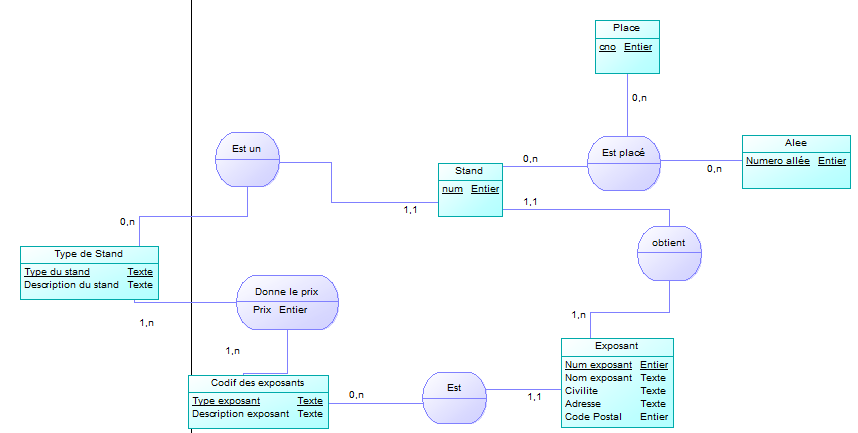 Place
cno Entier
0,n
Est un
Est placé
Alee
Numero allée Entier
0,n
0,n
Stand
num Entier
1,1
1,1
0,n
obtient
Type de Stand
Type du stand Texte
Description du stand Texte
Donne le prix
Prix Entier
1,n
1,n
1,n
Exposant
Num exposant Entier
Nom exposant Texte
Civilite Texte
Adresse Texte
Code Postal Entier
Codif des exposants
Type exposant Texte
Description exposant Texte
0,n
Est
1,1